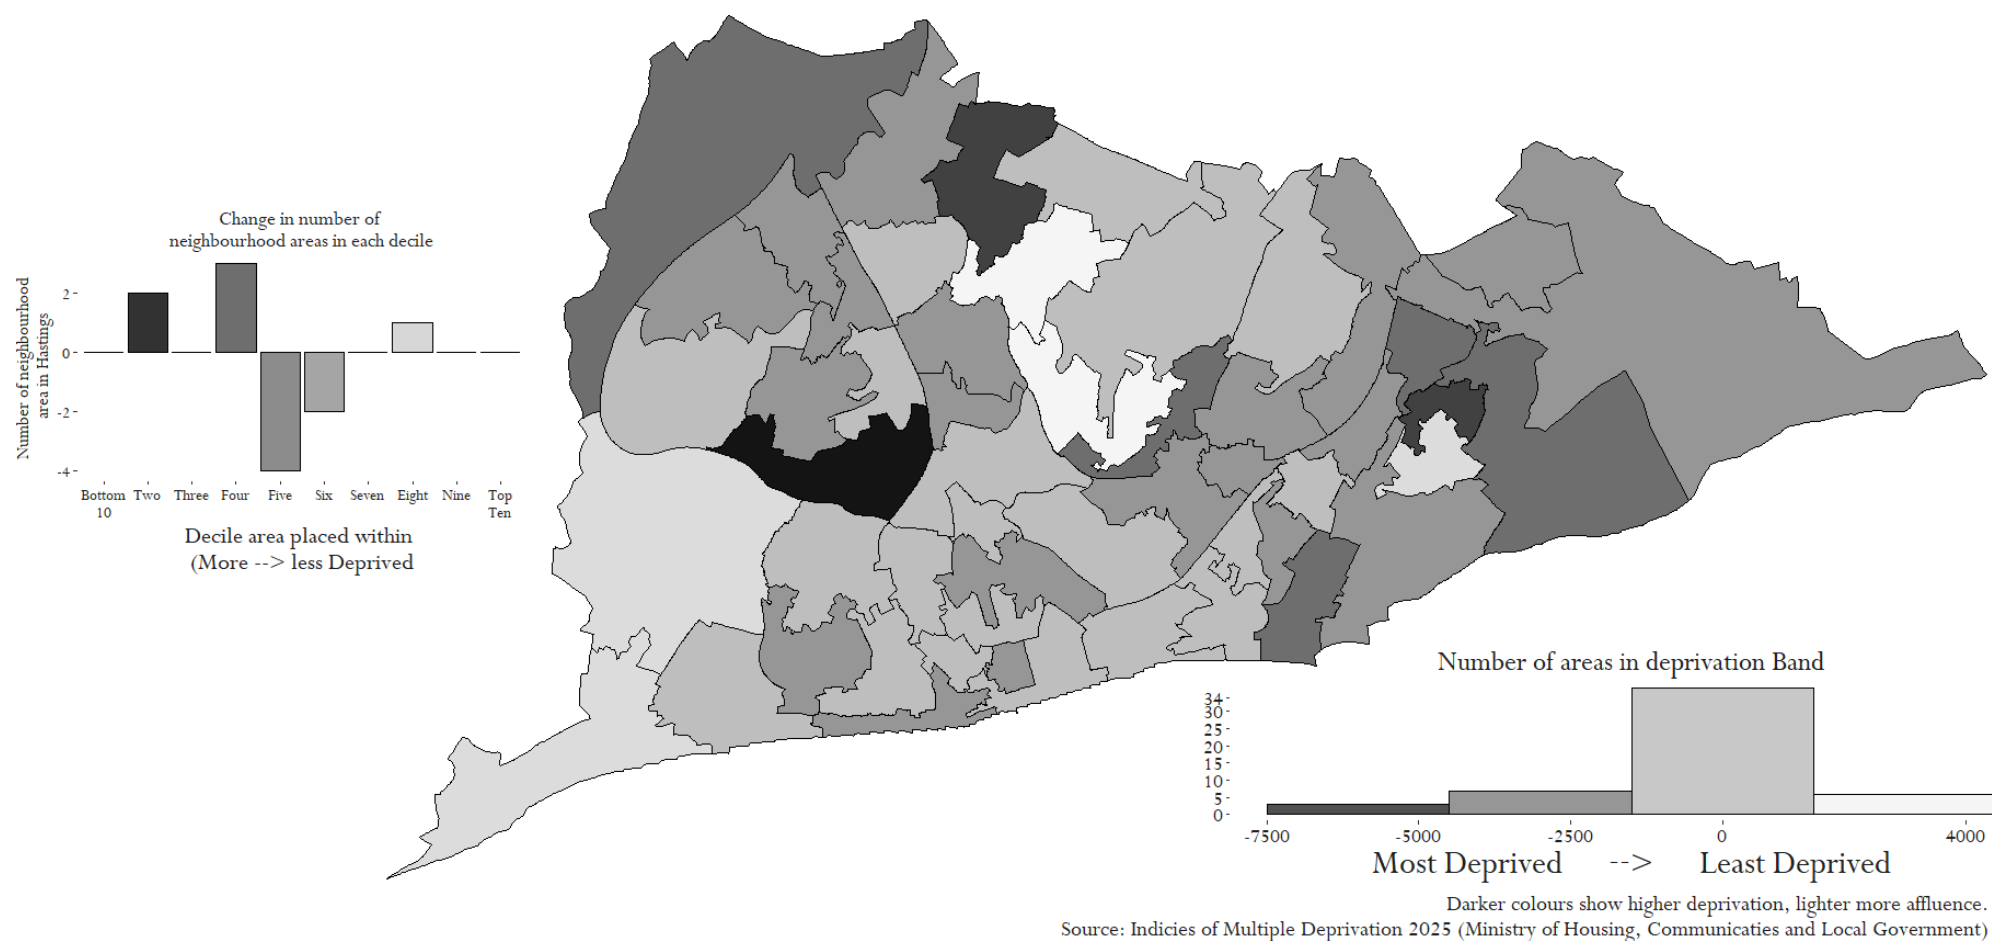 Change in number of
neighbourhood areas in each decile
Number of neighbourhood
area in Hastings
2
0
-2
-4
Bottom
10
Two
Three
Four
Five
Six
Seven
Eight
Nine
Top
Ten
Decile area placed within
(More --> less Deprived
Number of areas in deprivation Band
34
30
25
20
15
10
5
0
-7500
-5000
-2500
0
4000
Most Deprived --> Least Deprived
Darker colours show higher deprivation, lighter more affluence.
Source: Indicies of Multiple Deprivation 2025 (Ministry of Housing, Communicaties and Local Government)